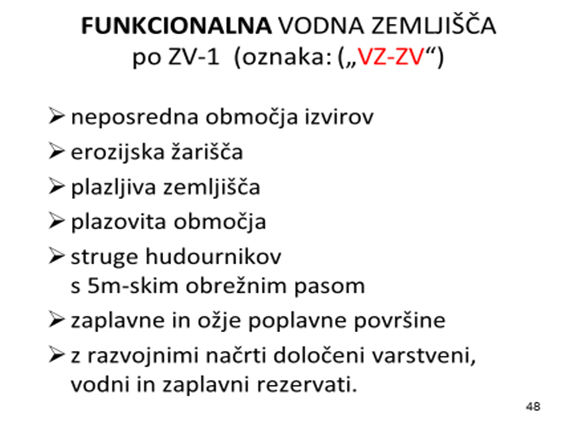 FUNKCIONALNA VODNA ZEMLJIŠČA
po ZV-1 (oznaka: („VZ-ZV“)
➢ neposredna območja izvirov
➢ erozijska žarišča
➢ plazljiva zemljišča
➢ plazovita območja
➢ struge hudournikov
s 5m-skim obrežnim pasom
➢ zaplavne in ožje poplavne površine
➢ z razvojnimi načrti določeni varstveni,
vodni in zaplavni rezervati.
48